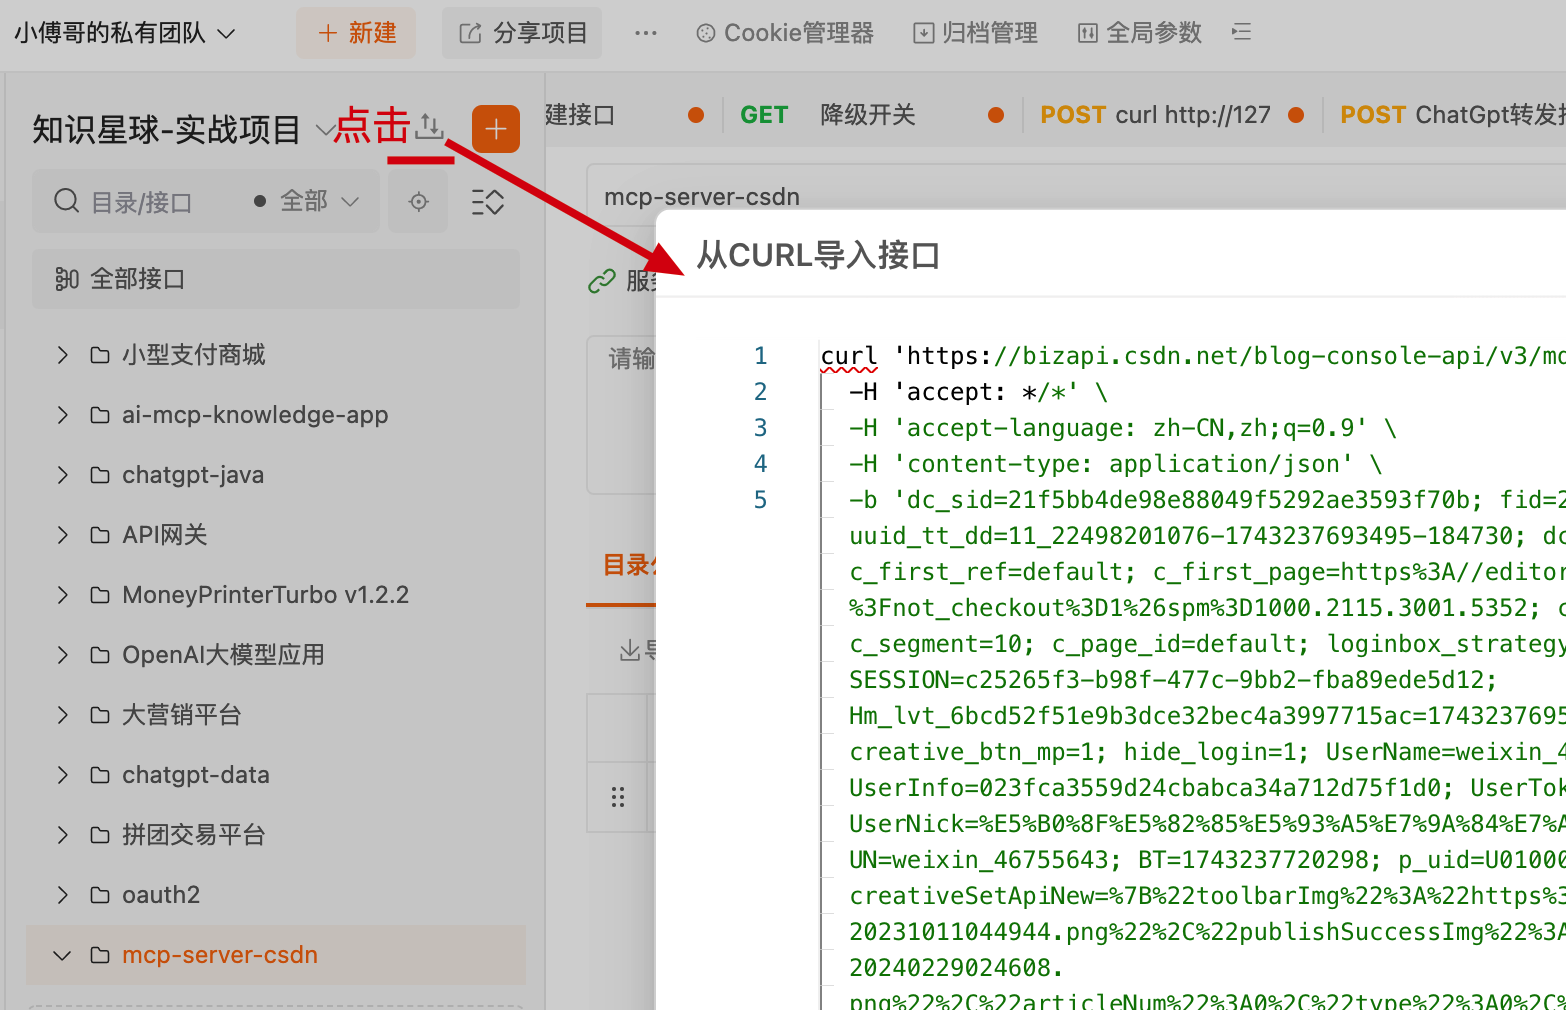 小傅哥的私有团队
新建
分享项目
Cookie管理器
归档管理
全局参数
知识星球-实战项目
点击
建接口
GET 降级开关
POST curl http://127
POST ChatGpt转发
目录/接口
全部
全部接口
小型支付商城
ai-mcp-knowledge-app
chatgpt-java
API网关
MoneyPrinterTurbo v1.2.2
OpenAI大模型应用
大营销平台
chatgpt-data
拼团交易平台
oauth2
mcp-server-csdn
mcp-server-csdn
请输
目录
从CURL导入接口
1 curl 'https://bizapi.csdn.net/blog-console-api/v3/md
2 -H 'accept: */*' \
3 -H 'accept-language: zh-CN,zh;q=0.9' \
4 -H 'content-type: application/json' \
5 -b 'dc_sid=21f5bb4de98e88049f5292ae3593f70b; fid=2
uuid_tt_dd=11_22498201076-1743237693495-184730; dc
c_first_ref=default; c_first_page=https%3A//editor
%3Fnot_checkout%3D1%26spm%3D1000.2115.3001.5352; c
c_segment=10; c_page_id=default; loginbox_strategy
SESSION=c25265f3-b98f-477c-9bb2-fba89ede5d12;
Hm_lvt_6bcd52f51e9b3dce32bec4a3997715ac=1743237695
creative_btn_mp=1; hide_login=1; UserName=weixin_4
UserInfo=023fca3559d24cbabca34a712d75f1d0; UserTok
UserNick=%E5%B0%8F%E5%82%85%E5%93%A5%E7%9A%84%E7%A
UN=weixin_46755643; BT=1743237720298; p_uid=U01000
creativeSetApiNew=%7B%22toolbarImg%22%3A%22https%3
20231011044944.png%22%2C%22publishSuccessImg%22%3A
20240229024608.
png%22%2C%22articleNum%22%3A0%2C%22type%22%3A0%2C%